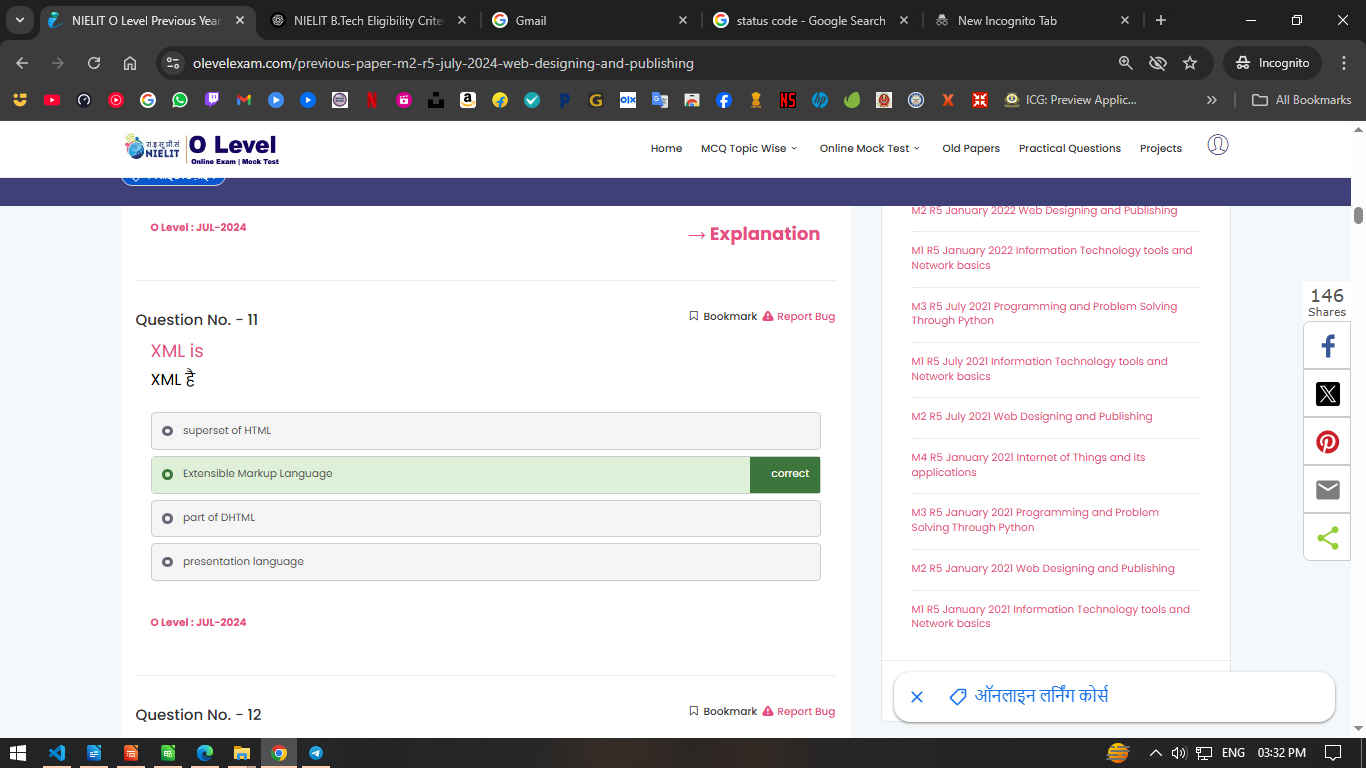 NIELIT O Level Previous Year
NIELIT B.Tech Eligibility Criter
Gmail
status code - Google Search
New Incognito Tab
olevelexam.com/previous-paper-m2-r5-july-2024-web-designing-and-publishing
Incognito
ICG: Preview Applic...
All Bookmarks
रा.इ.सू.प्रौ.सं
NIELIT
O Level
Online Exam | Mock Test
Home
MCQ Topic Wise
Online Mock Test
Old Papers
Practical Questions
Projects
O Level : JUL-2024
→ Explanation
Question No. - 11
Bookmark
Report Bug
XML is
XML है
superset of HTML
Extensible Markup Language
correct
part of DHTML
presentation language
O Level : JUL-2024
Question No. - 12
Bookmark
Report Bug
M2 R5 January 2022 Web Designing and Publishing
M1 R5 January 2022 Information Technology tools and
Network basics
M3 R5 July 2021 Programming and Problem Solving
Through Python
M1 R5 July 2021 Information Technology tools and
Network basics
M2 R5 July 2021 Web Designing and Publishing
M4 R5 January 2021 Internet of Things and its
applications
M3 R5 January 2021 Programming and Problem
Solving Through Python
M2 R5 January 2021 Web Designing and Publishing
M1 R5 January 2021 Information Technology tools and
Network basics
146
Shares
ऑनलाइन लर्निंग कोर्स
ENG
03:32 PM